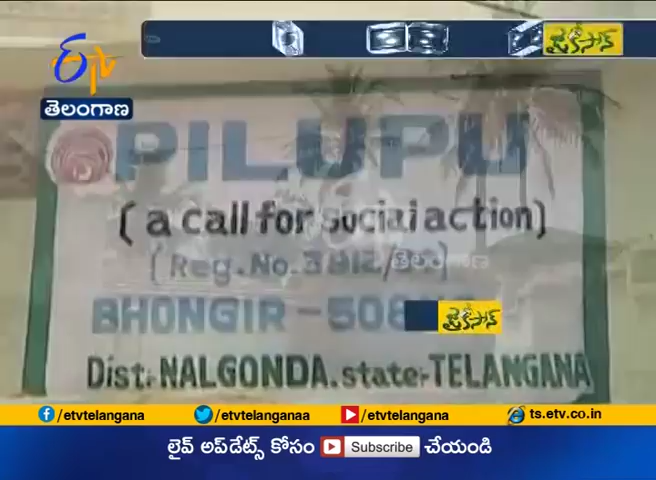 etv
జైకిసాన్
తెలంగాణ
PILUPU
(a call for social action)
(Reg.No.
తెలంగాణ
BHONGIR-508
జైకిసాన్
Dist:-NALGONDA.state:-TELANGANA
/etvtelangana /etvtelanganaa /etvtelangana ts.etv.co.in
లైవ్ అప్‌డేట్స్ కోసం Subscribe చేయండి